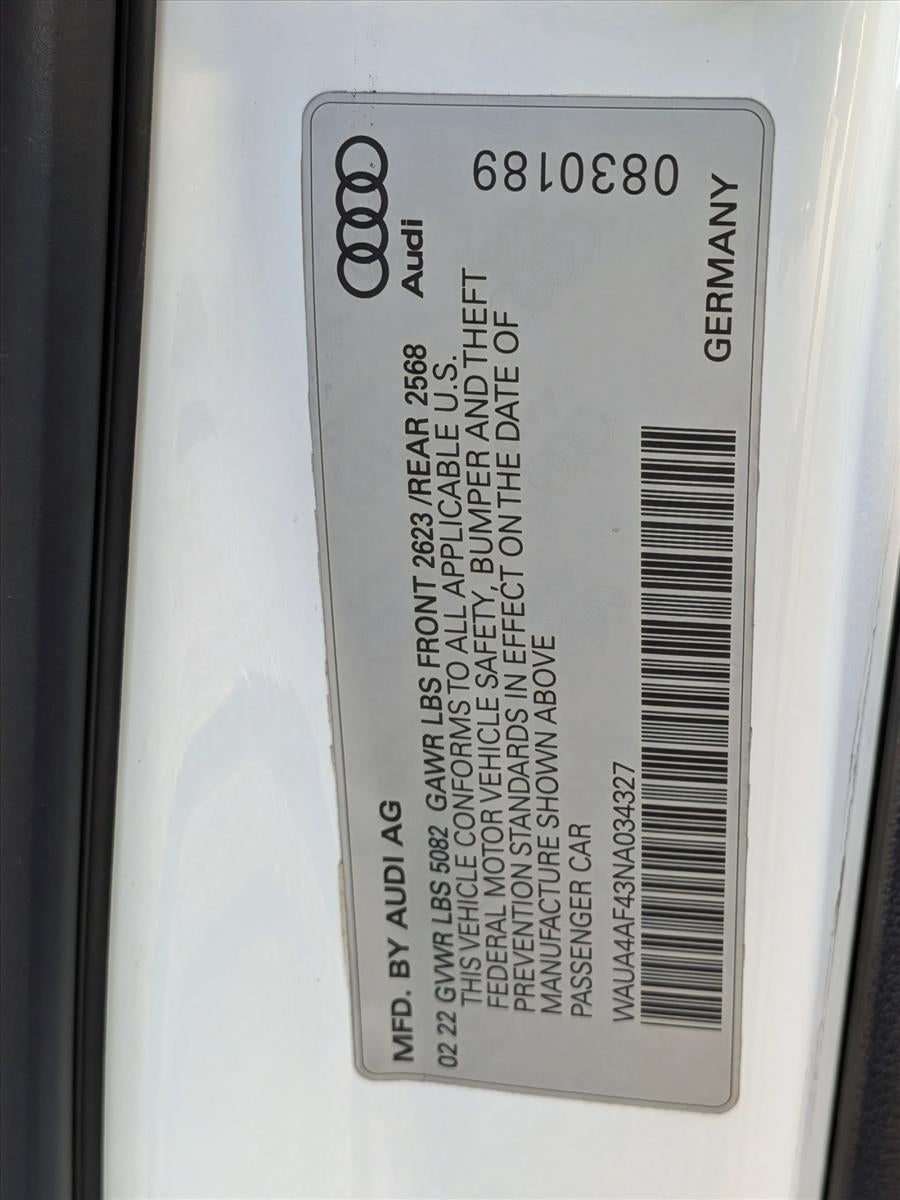 MFD. BY AUDI AG
Audi
02 22 GVWR LBS 5082 GAWR LBS FRONT 2623 /REAR 2568
THIS VEHICLE CONFORMS TO ALL APPLICABLE U.S.
FEDERAL MOTOR VEHICLE SAFETY, BUMPER AND THEFT
PREVENTION STANDARDS IN EFFECT ON THE DATE OF
MANUFACTURE SHOWN ABOVE
PASSENGER CAR
0830189
WAUA4AF43NA034327
GERMANY